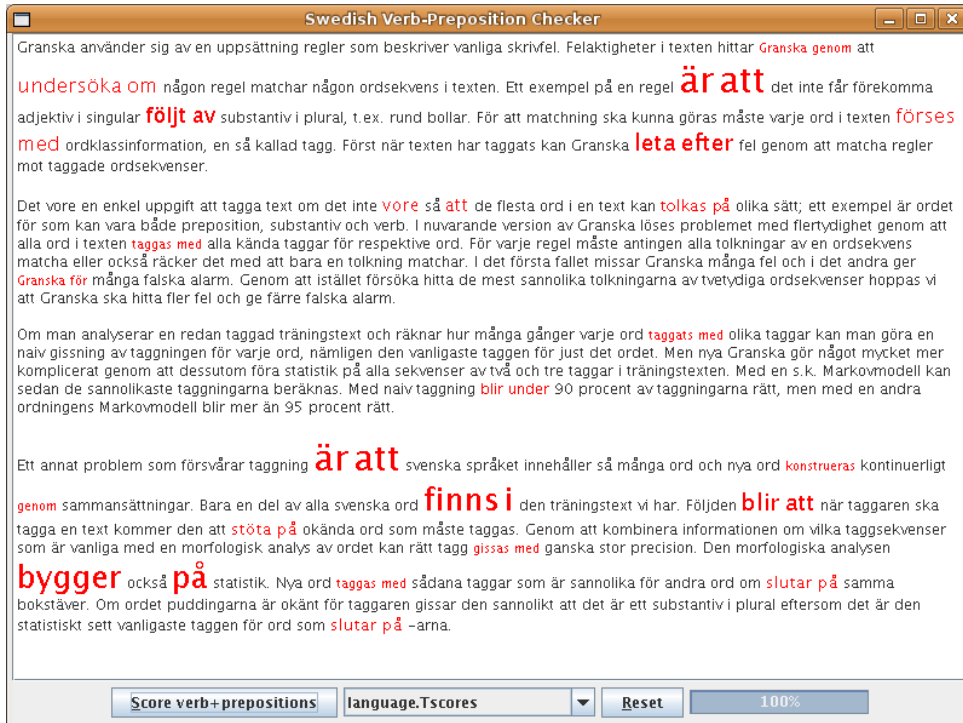 Swedish Verb-Preposition Checker
Granska använder sig av en uppsättning regler som beskriver vanliga skrivfel. Felaktigheter i texten hittar Granska genom att
undersöka om någon regel matchar någon ordsekvens i texten. Ett exempel på en regel är att det inte får förekomma
adjektiv i singular följt av substantiv i plural, t.ex. rund bollar. För att matchning ska kunna göras måste varje ord i texten förses
med ordklassinformation, en så kallad tagg. Först när texten har taggats kan Granska leta efter fel genom att matcha regler
mot taggade ordsekvenser.
Det vore en enkel uppgift att tagga text om det inte vore så att de flesta ord i en text kan tolkas på olika sätt; ett exempel är ordet
för som kan vara både preposition, substantiv och verb. I nuvarande version av Granska löses problemet med flertydighet genom att
alla ord i texten taggas med alla kända taggar för respektive ord. För varje regel måste antingen alla tolkningar av en ordsekvens
matcha eller också räcker det med att bara en tolkning matchar. I det första fallet missar Granska många fel och i det andra ger
Granska för många falska alarm. Genom att istället försöka hitta de mest sannolika tolkningarna av tvetydiga ordsekvenser hoppas vi
att Granska ska hitta fler fel och ge färre falska alarm.
Om man analyserar en redan taggad träningstext och räknar hur många gånger varje ord taggats med olika taggar kan man göra en
naiv gissning av taggningen för varje ord, nämligen den vanligaste taggen för just det ordet. Men nya Granska gör något mycket mer
komplicerat genom att dessutom föra statistik på alla sekvenser av två och tre taggar i träningstexten. Med en s.k. Markovmodell kan
sedan de sannolikaste taggningarna beräknas. Med naiv taggning blir under 90 procent av taggningarna rätt, men med en andra
ordningens Markovmodell blir mer än 95 procent rätt.
Ett annat problem som försvårar taggning är att svenska språket innehåller så många ord och nya ord konstrueras kontinuerligt
genom sammansättningar. Bara en del av alla svenska ord finns i den träningstext vi har. Följden blir att när taggaren ska
tagga en text kommer den att stöta på okända ord som måste taggas. Genom att kombinera informationen om vilka taggsekvenser
som är vanliga med en morfologisk analys av ordet kan rätt tagg gissas med ganska stor precision. Den morfologiska analysen
bygger också på statistik. Nya ord taggas med sådana taggar som är sannolika för andra ord om slutar på samma
bokstäver. Om ordet puddingarna är okänt för taggaren gissar den sannolikt att det är ett substantiv i plural eftersom det är den
statistiskt sett vanligaste taggen för ord som slutar på -arna.
Score verb+prepositions language.Tscores Reset 100%